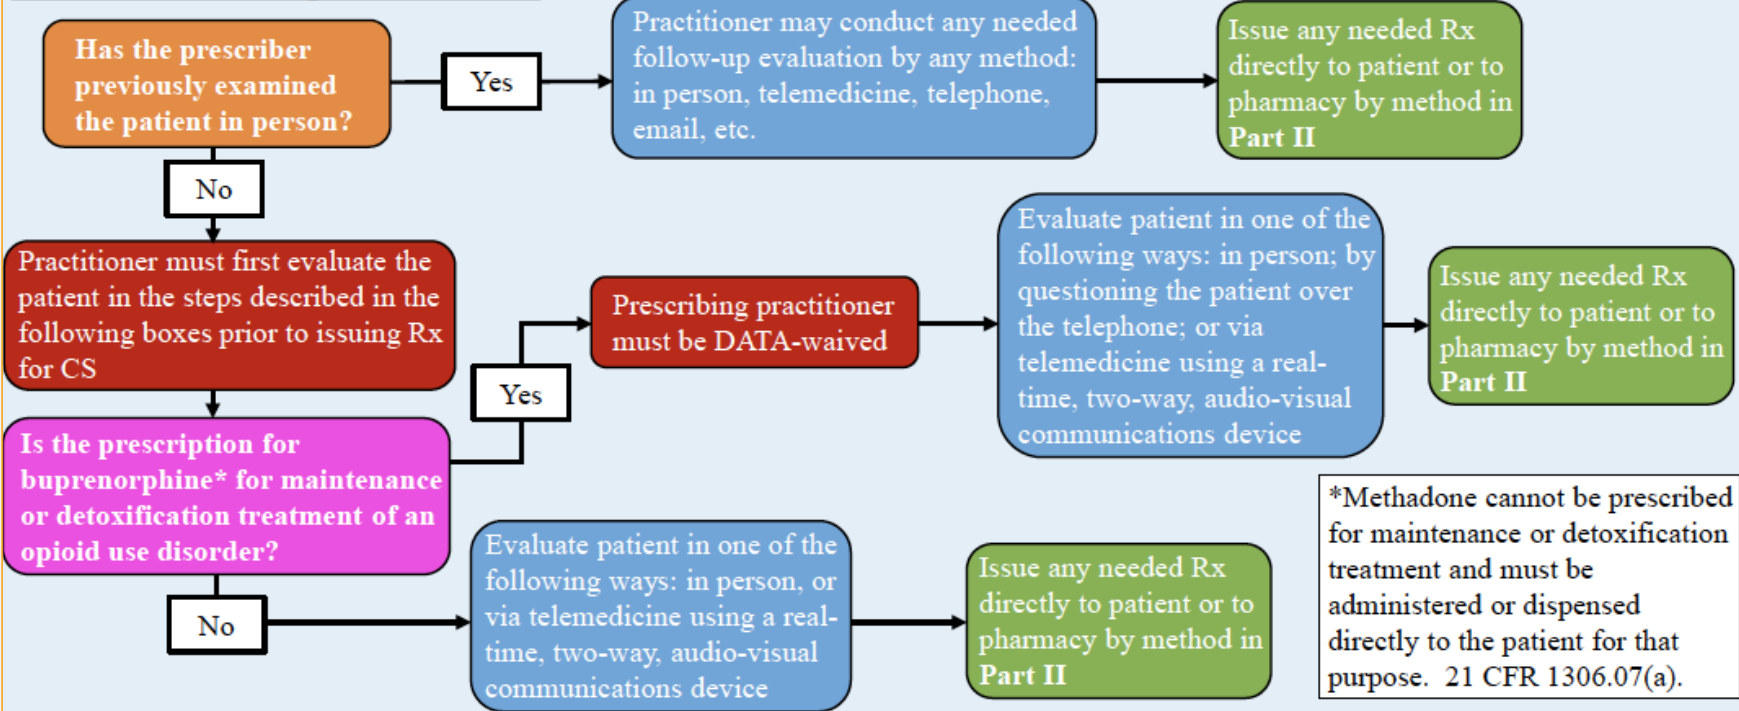 Has the prescriber
previously examined
the patient in person?
Yes
Practitioner may conduct any needed
follow-up evaluation by any method:
in person, telemedicine, telephone,
email, etc.
Issue any needed Rx
directly to patient or to
pharmacy by method in
Part II
No
Practitioner must first evaluate the
patient in the steps described in the
following boxes prior to issuing Rx
for CS
Is the prescription for
buprenorphine* for maintenance
or detoxification treatment of an
opioid use disorder?
Yes
Prescribing practitioner
must be DATA-waived
Evaluate patient in one of the
following ways: in person; by
questioning the patient over
the telephone; or via
telemedicine using a real-
time, two-way, audio-visual
communications device
Issue any needed Rx
directly to patient or to
pharmacy by method in
Part II
No
Evaluate patient in one of the
following ways: in person, or
via telemedicine using a real-
time, two-way, audio-visual
communications device
Issue any needed Rx
directly to patient or to
pharmacy by method in
Part II
*Methadone cannot be prescribed
for maintenance or detoxification
treatment and must be
administered or dispensed
directly to the patient for that
purpose. 21 CFR 1306.07(a).